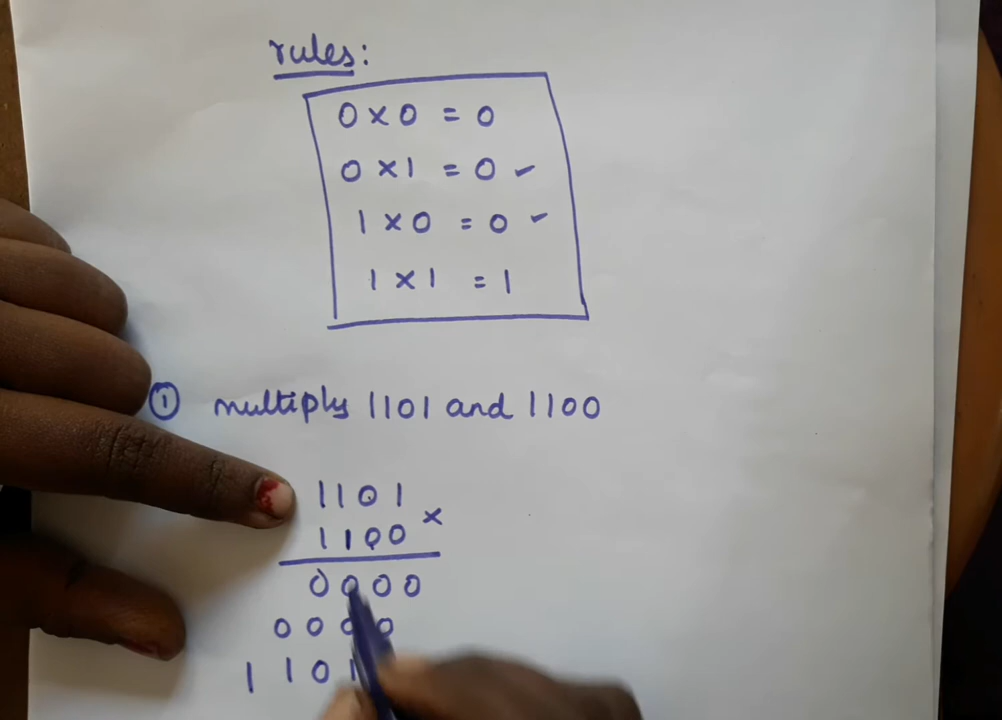 rules:
0 × 0 = 0
0 × 1 = 0 ✓
1 × 0 = 0 ✓
1 × 1 = 1
① multiply 1101 and 1100
1101
×
1100
0000
0000
1101